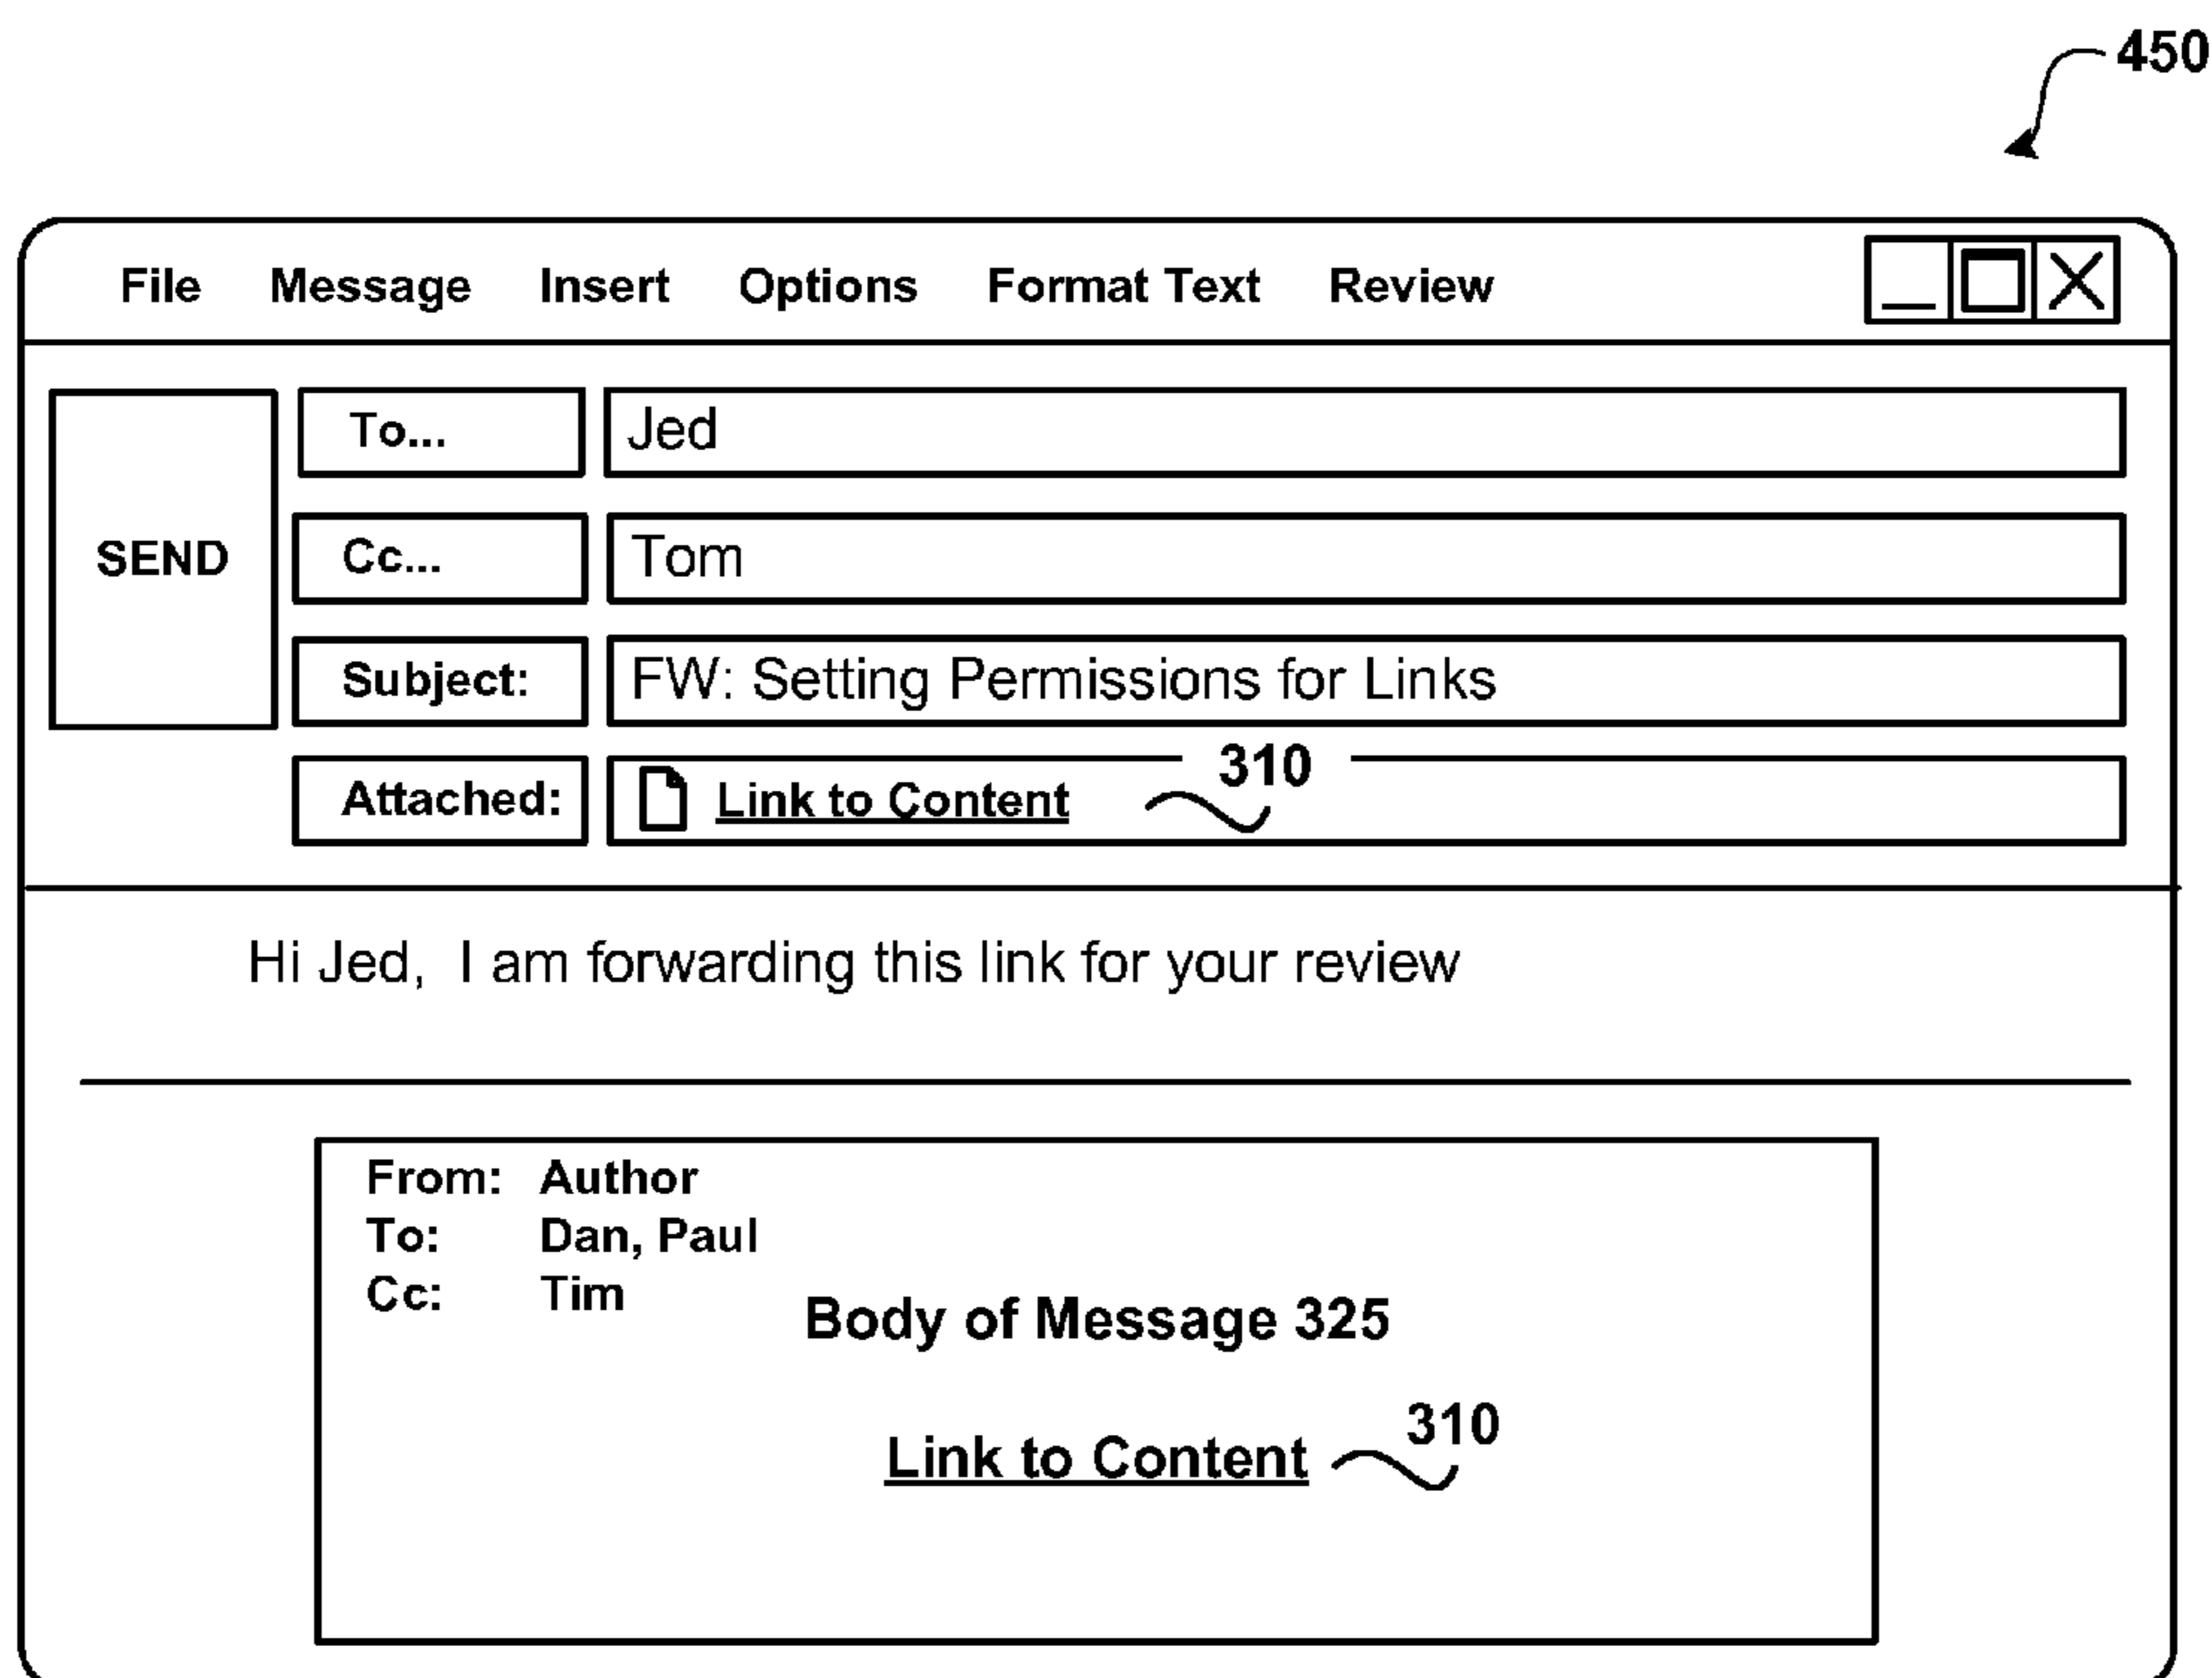 450
File Message Insert Options Format Text Review
To... Jed
SEND Cc... Tom
Subject: FW: Setting Permissions for Links
310
Attached: Link to Content
Hi Jed, I am forwarding this link for your review
From: Author
To: Dan, Paul
Cc: Tim
Body of Message 325
310
Link to Content